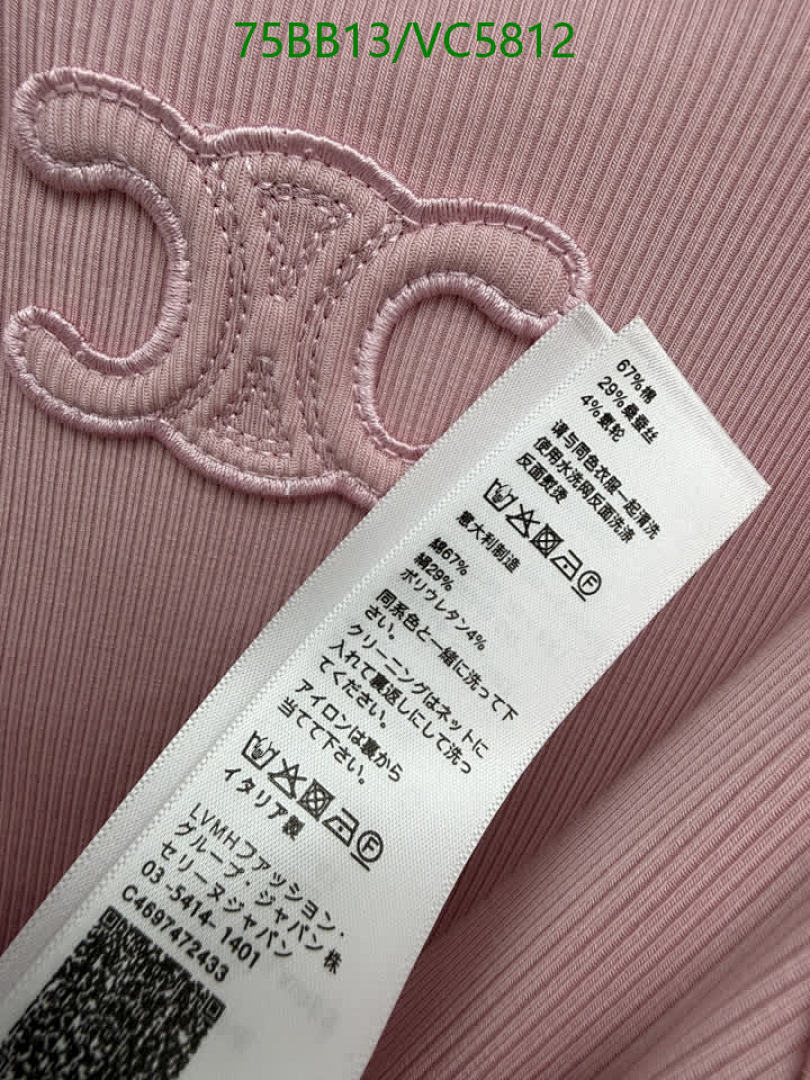 75BB13/VC5812
67%棉
29%桑蚕丝
4%氨纶
请与同色衣服一起清洗
使用水洗网反面洗涤
反面熨烫
意大利制造
綿67%
絹29%
ポリウレタン4%
同系色と一緒に洗って下
さい。
クリーニングはネットに
入れて裏返しにして洗っ
てください。
アイロンは裏から
当てて下さい。
イタリア製
LVMHファッション・
グループ・ジャパン 株
セリーヌジャパン
03 -5414- 1401
C4697472433